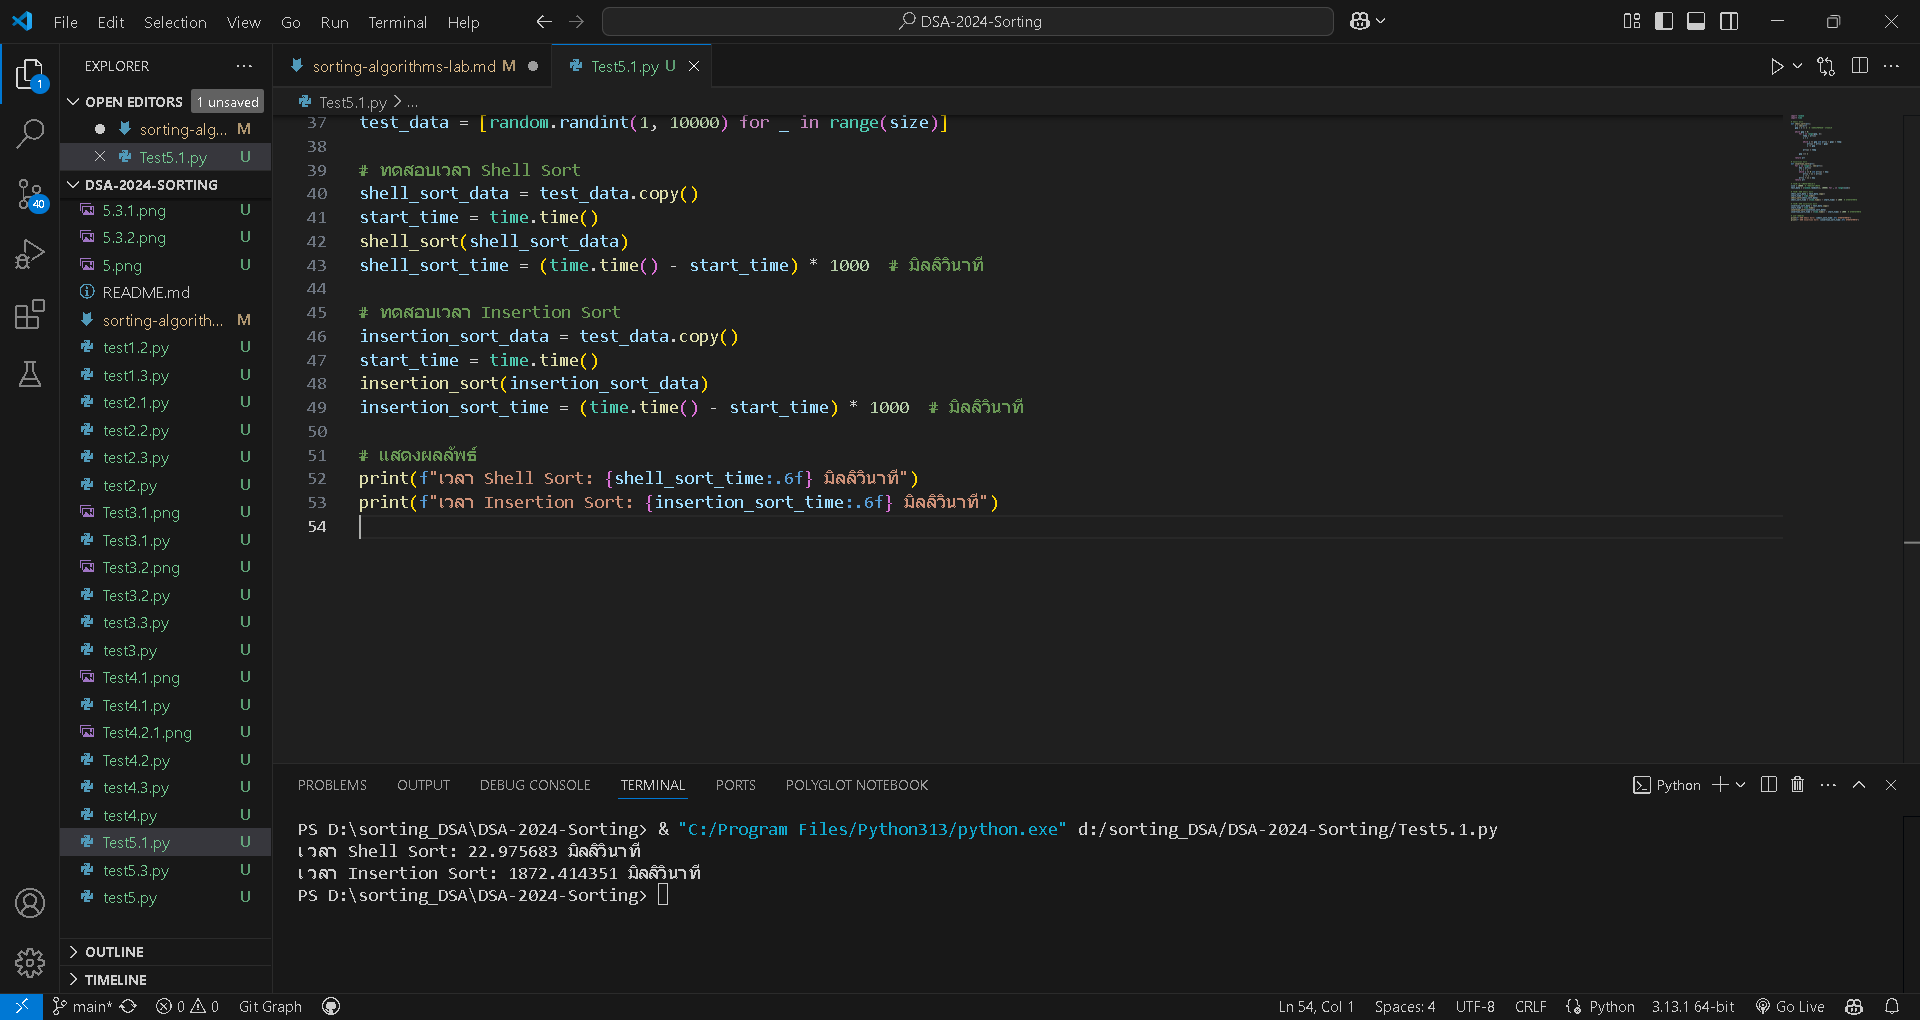 File Edit Selection View Go Run Terminal Help
DSA-2024-Sorting
EXPLORER
OPEN EDITORS 1 unsaved
sorting-alg... M
Test5.1.py U
DSA-2024-SORTING
5.3.1.png U
5.3.2.png U
5.png U
README.md
sorting-algorith... M
test1.2.py U
test1.3.py U
test2.1.py U
test2.2.py U
test2.3.py U
test2.py U
Test3.1.png U
Test3.1.py U
Test3.2.png U
Test3.2.py U
test3.3.py U
test3.py U
Test4.1.png U
Test4.1.py U
Test4.2.1.png U
Test4.2.py U
test4.3.py U
test4.py U
Test5.1.py U
test5.3.py U
test5.py U
OUTLINE
TIMELINE
1
40
sorting-algorithms-lab.md M
Test5.1.py U
Test5.1.py > ...
37 test_data = [random.randint(1, 10000) for _ in range(size)]
38
39 # ทดสอบเวลา Shell Sort
40 shell_sort_data = test_data.copy()
41 start_time = time.time()
42 shell_sort(shell_sort_data)
43 shell_sort_time = (time.time() - start_time) * 1000  # มิลลิวินาที
44
45 # ทดสอบเวลา Insertion Sort
46 insertion_sort_data = test_data.copy()
47 start_time = time.time()
48 insertion_sort(insertion_sort_data)
49 insertion_sort_time = (time.time() - start_time) * 1000  # มิลลิวินาที
50
51 # แสดงผลลัพธ์
52 print(f"เวลา Shell Sort: {shell_sort_time:.6f} มิลลิวินาที")
53 print(f"เวลา Insertion Sort: {insertion_sort_time:.6f} มิลลิวินาที")
54
PROBLEMS OUTPUT DEBUG CONSOLE TERMINAL PORTS POLYGLOT NOTEBOOK
Python
PS D:\sorting_DSA\DSA-2024-Sorting> & "C:/Program Files/Python313/python.exe" d:/sorting_DSA/DSA-2024-Sorting/Test5.1.py
เวลา Shell Sort: 22.975683 มิลลิวินาที
เวลา Insertion Sort: 1872.414351 มิลลิวินาที
PS D:\sorting_DSA\DSA-2024-Sorting>
main* 0 0 Git Graph
Ln 54, Col 1 Spaces: 4 UTF-8 CRLF Python 3.13.1 64-bit Go Live